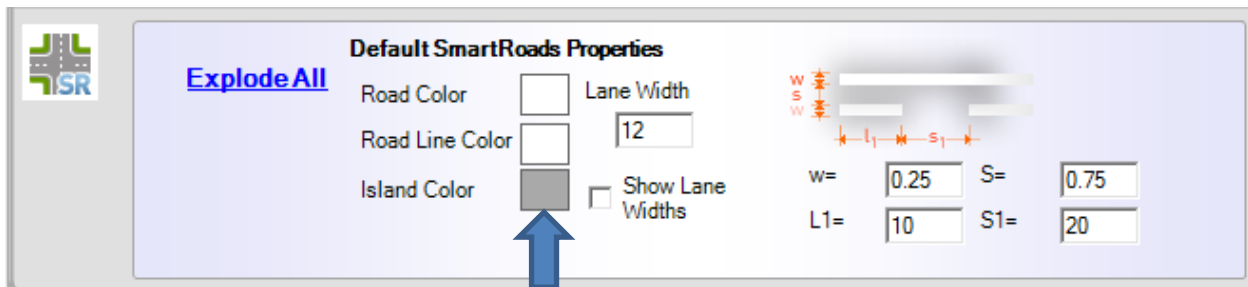 SR
Explode All
Default SmartRoads Properties
Road Color
Lane Width
12
Road Line Color
Island Color
Show Lane
Widths
w
s
w
l1
s1
w=
0.25
S=
0.75
L1=
10
S1=
20